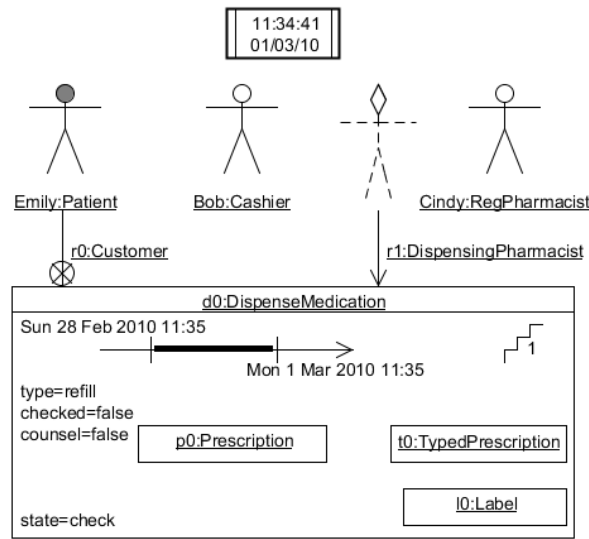 11:34:41
01/03/10
Emily:Patient
Bob:Cashier
Cindy:RegPharmacist
r0:Customer
r1:DispensingPharmacist
d0:DispenseMedication
Sun 28 Feb 2010 11:35
1
Mon 1 Mar 2010 11:35
type=refill
checked=false
counsel=false
p0:Prescription
t0:TypedPrescription
l0:Label
state=check